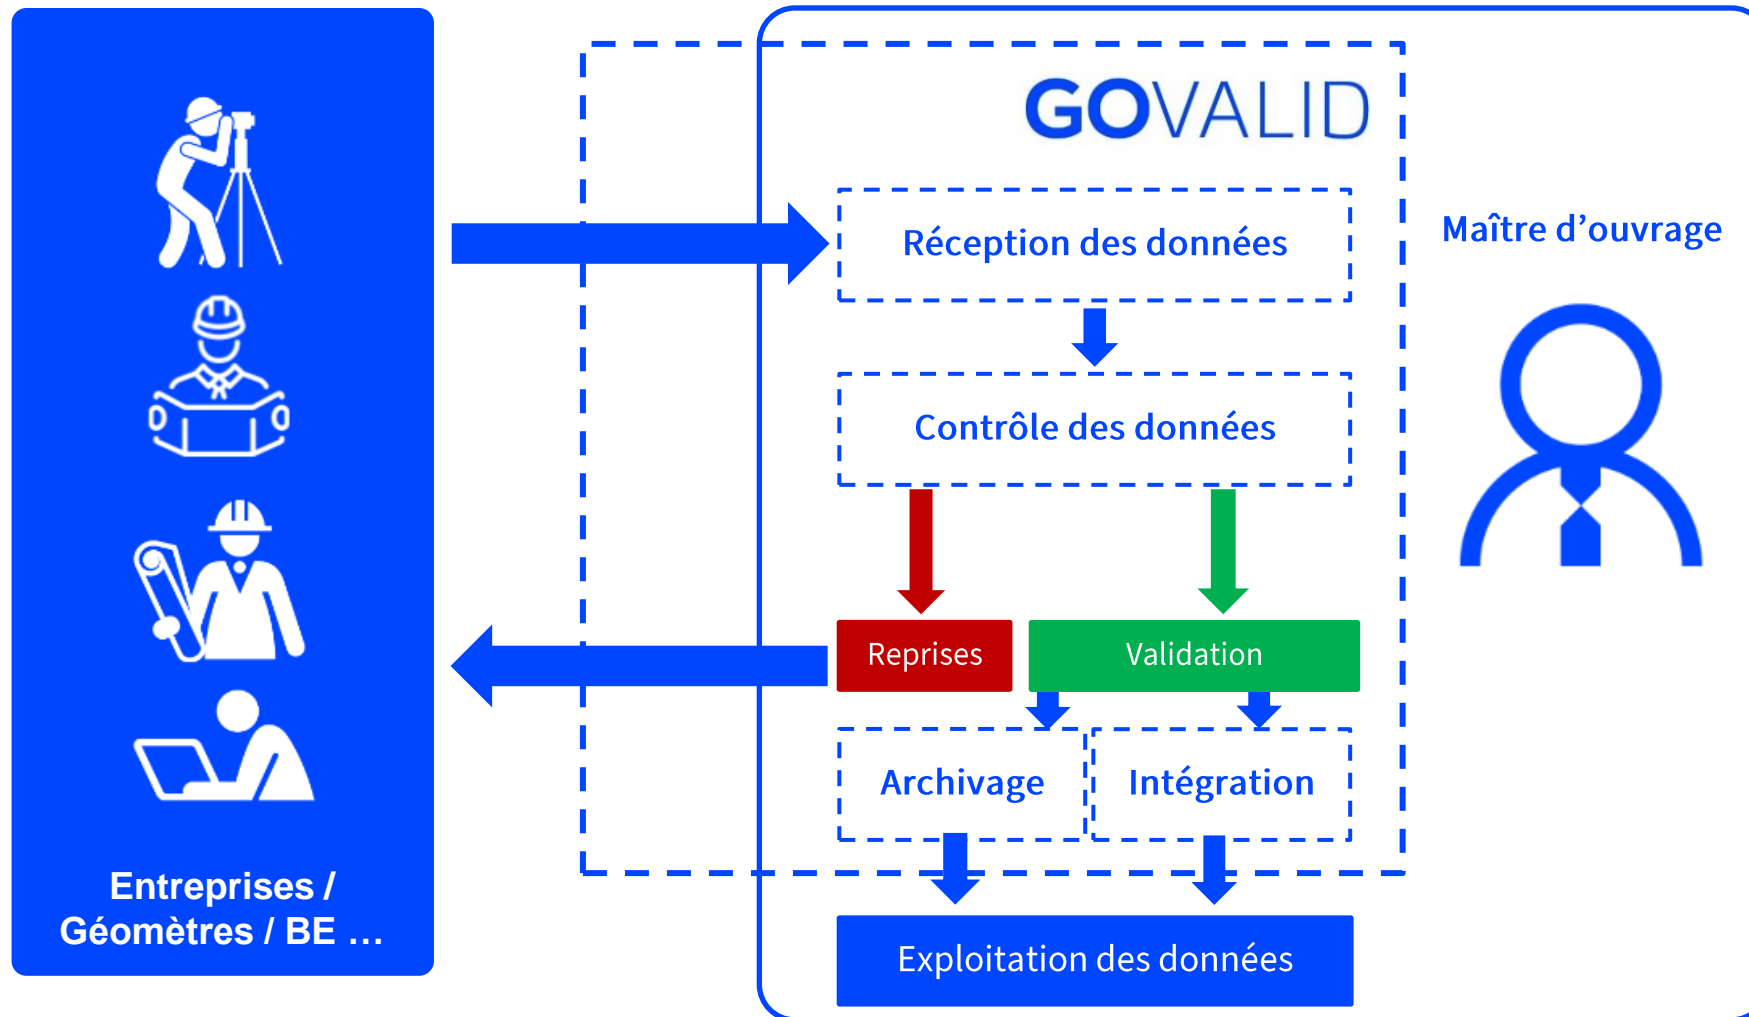 GOVALID
Réception des données
Maître d'ouvrage
Contrôle des données
Reprises
Validation
Archivage
Intégration
Entreprises /
Géomètres / BE …
Exploitation des données